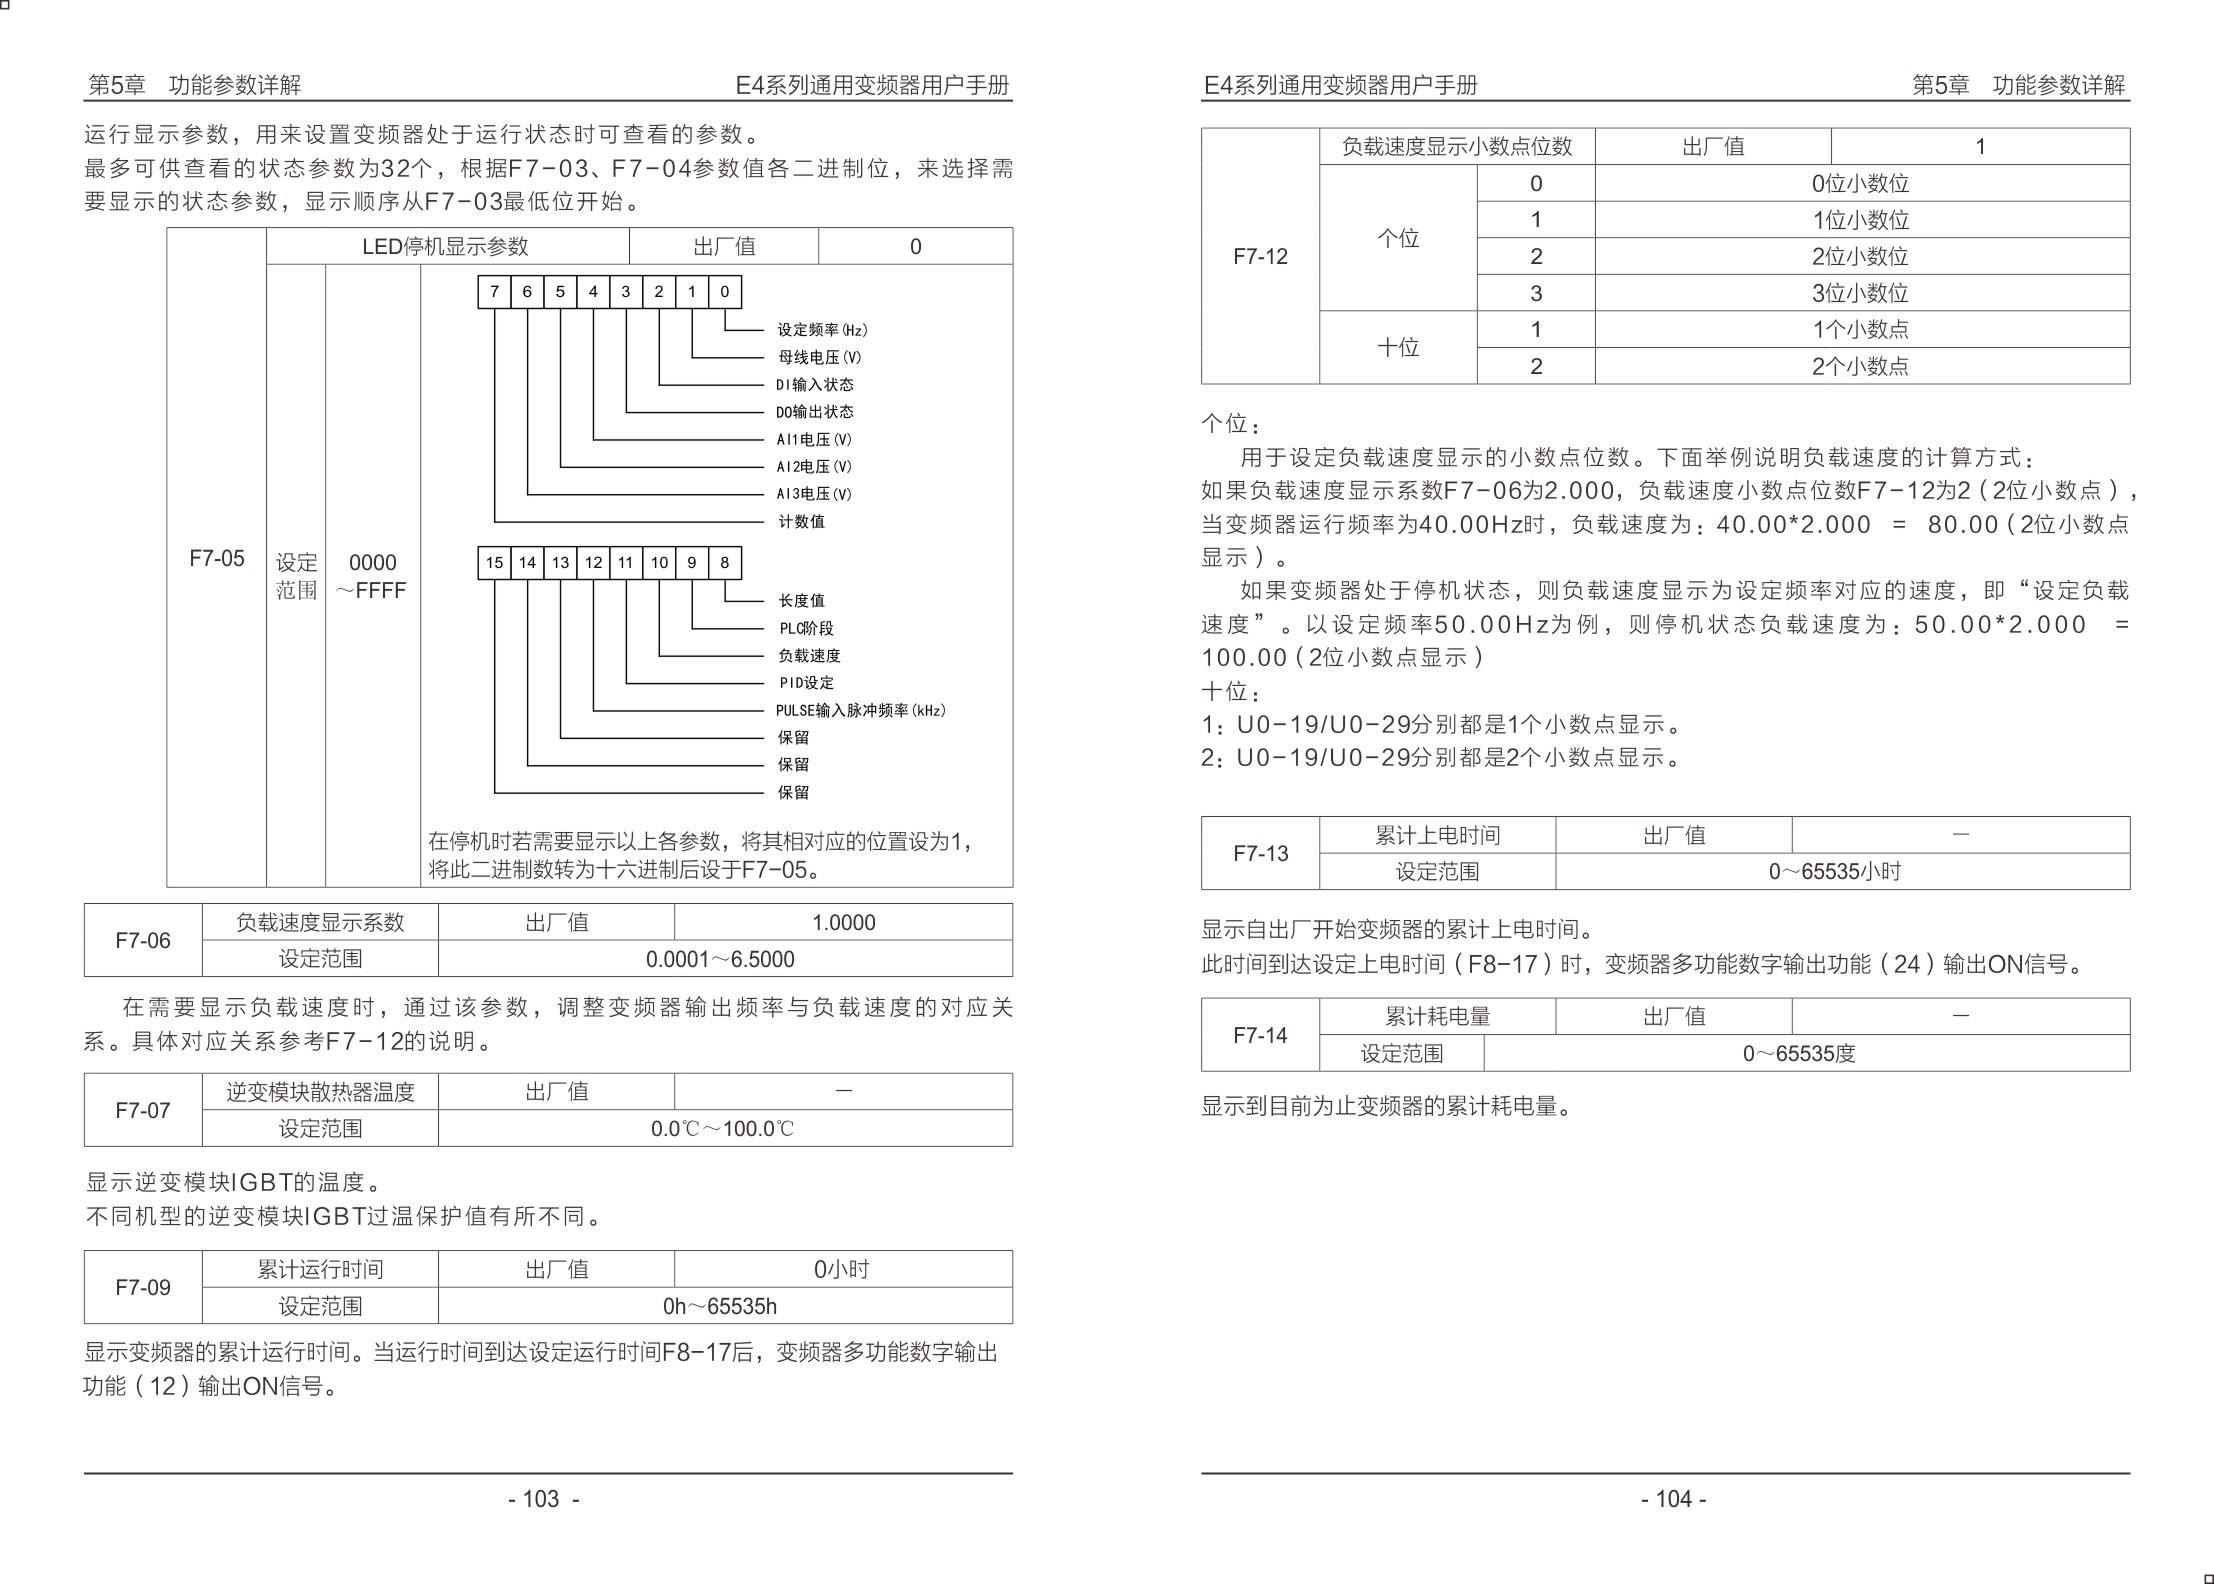 第5章　功能参数详解
E4系列通用变频器用户手册
运行显示参数，用来设置变频器处于运行状态时可查看的参数。
最多可供查看的状态参数为32个，根据F7-03、F7-04参数值各二进制位，来选择需
要显示的状态参数，显示顺序从F7-03最低位开始。
F7-05
LED停机显示参数
出厂值
0
设定
范围
0000
～FFFF
7 6 5 4 3 2 1 0
设定频率(Hz)
母线电压(V)
DI输入状态
DO输出状态
AI1电压(V)
AI2电压(V)
AI3电压(V)
计数值
15 14 13 12 11 10 9 8
长度值
PLC阶段
负载速度
PID设定
PULSE输入脉冲频率(kHz)
保留
保留
保留
在停机时若需要显示以上各参数，将其相对应的位置设为1，
将此二进制数转为十六进制后设于F7-05。
F7-06
负载速度显示系数
出厂值
1.0000
设定范围
0.0001～6.5000
在需要显示负载速度时，通过该参数，调整变频器输出频率与负载速度的对应关
系。具体对应关系参考F7-12的说明。
F7-07
逆变模块散热器温度
出厂值
—
设定范围
0.0℃～100.0℃
显示逆变模块IGBT的温度。
不同机型的逆变模块IGBT过温保护值有所不同。
F7-09
累计运行时间
出厂值
0小时
设定范围
0h～65535h
显示变频器的累计运行时间。当运行时间到达设定运行时间F8-17后，变频器多功能数字输出
功能（12）输出ON信号。
- 103 -
E4系列通用变频器用户手册
第5章　功能参数详解
F7-12
负载速度显示小数点位数
出厂值
1
个位
0
0位小数位
1
1位小数位
2
2位小数位
3
3位小数位
十位
1
1个小数点
2
2个小数点
个位：
用于设定负载速度显示的小数点位数。下面举例说明负载速度的计算方式：
如果负载速度显示系数F7-06为2.000，负载速度小数点位数F7-12为2（2位小数点），
当变频器运行频率为40.00Hz时，负载速度为：40.00*2.000 = 80.00（2位小数点
显示）。
如果变频器处于停机状态，则负载速度显示为设定频率对应的速度，即“设定负载
速度”。以设定频率50.00Hz为例，则停机状态负载速度为：50.00*2.000 =
100.00（2位小数点显示）
十位：
1：U0-19/U0-29分别都是1个小数点显示。
2：U0-19/U0-29分别都是2个小数点显示。
F7-13
累计上电时间
出厂值
—
设定范围
0～65535小时
显示自出厂开始变频器的累计上电时间。
此时间到达设定上电时间（F8-17）时，变频器多功能数字输出功能（24）输出ON信号。
F7-14
累计耗电量
出厂值
—
设定范围
0～65535度
显示到目前为止变频器的累计耗电量。
- 104 -